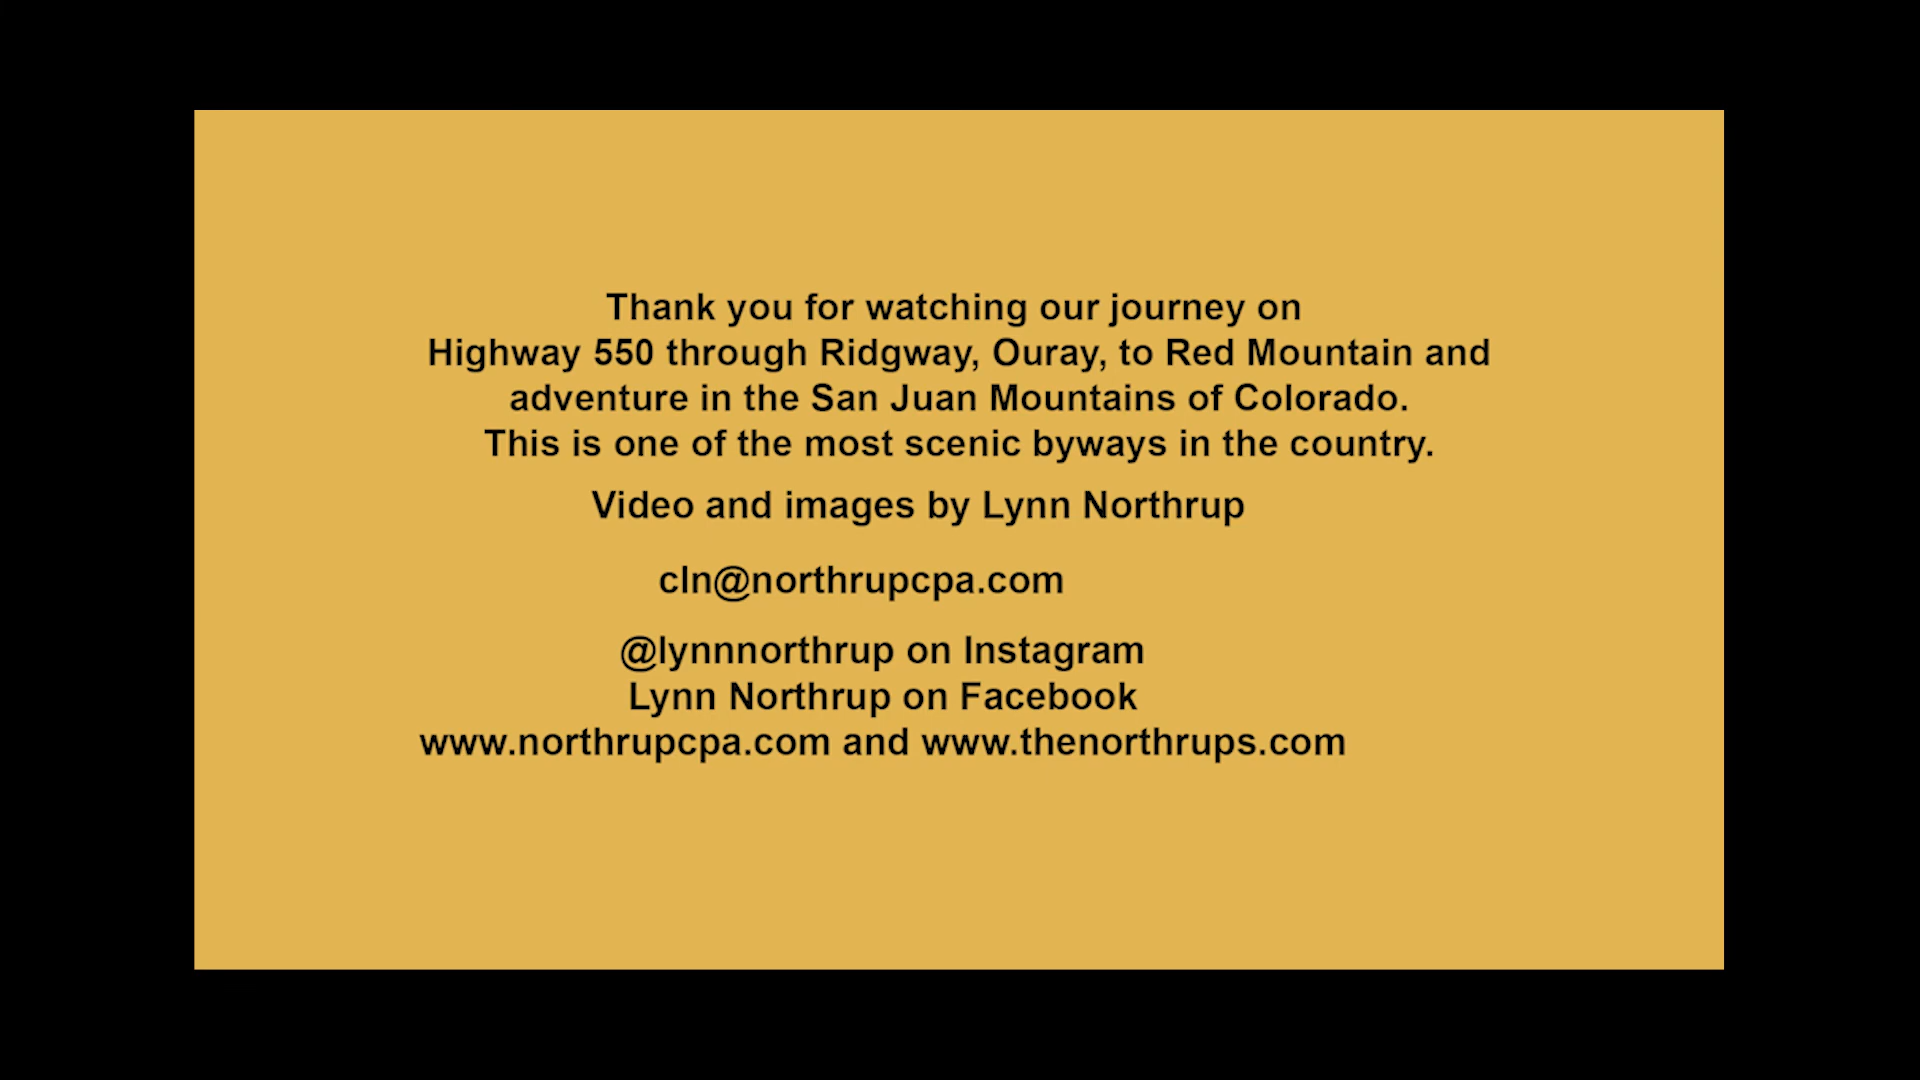 Thank you for watching our journey on
Highway 550 through Ridgway, Ouray, to Red Mountain and
adventure in the San Juan Mountains of Colorado.
This is one of the most scenic byways in the country.
Video and images by Lynn Northrup
cln@northrupcpa.com
@lynnnorthrup on Instagram
Lynn Northrup on Facebook
www.northrupcpa.com and www.thenorthrups.com